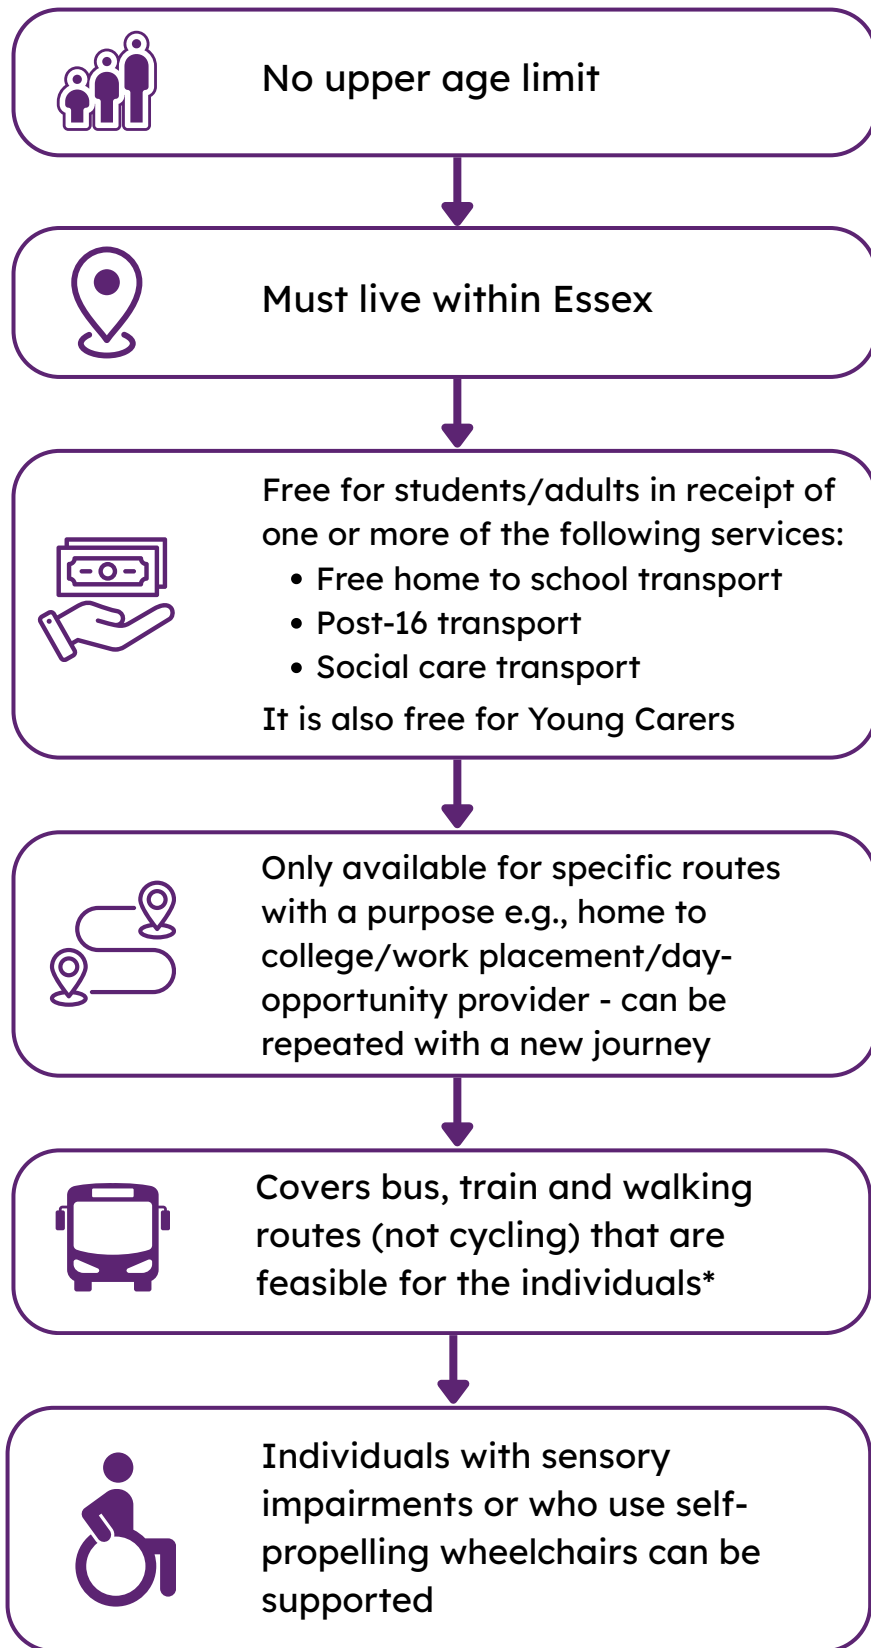 No upper age limit
Must live within Essex
Free for students/adults in receipt of
one or more of the following services:
• Free home to school transport
• Post-16 transport
• Social care transport
It is also free for Young Carers
Only available for specific routes
with a purpose e.g., home to
college/work placement/day-
opportunity provider - can be
repeated with a new journey
Covers bus, train and walking
routes (not cycling) that are
feasible for the individuals*
Individuals with sensory
impairments or who use self-
propelling wheelchairs can be
supported